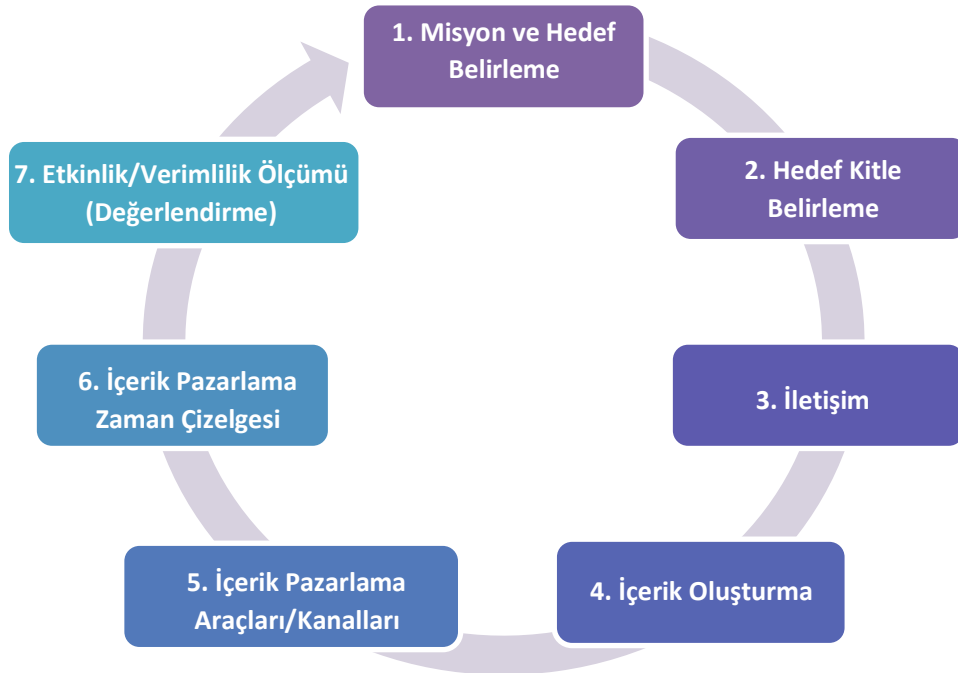 1. Misyon ve Hedef
Belirleme
2. Hedef Kitle
Belirleme
3. İletişim
4. İçerik Oluşturma
5. İçerik Pazarlama
Araçları/Kanalları
6. İçerik Pazarlama
Zaman Çizelgesi
7. Etkinlik/Verimlilik Ölçümü
(Değerlendirme)